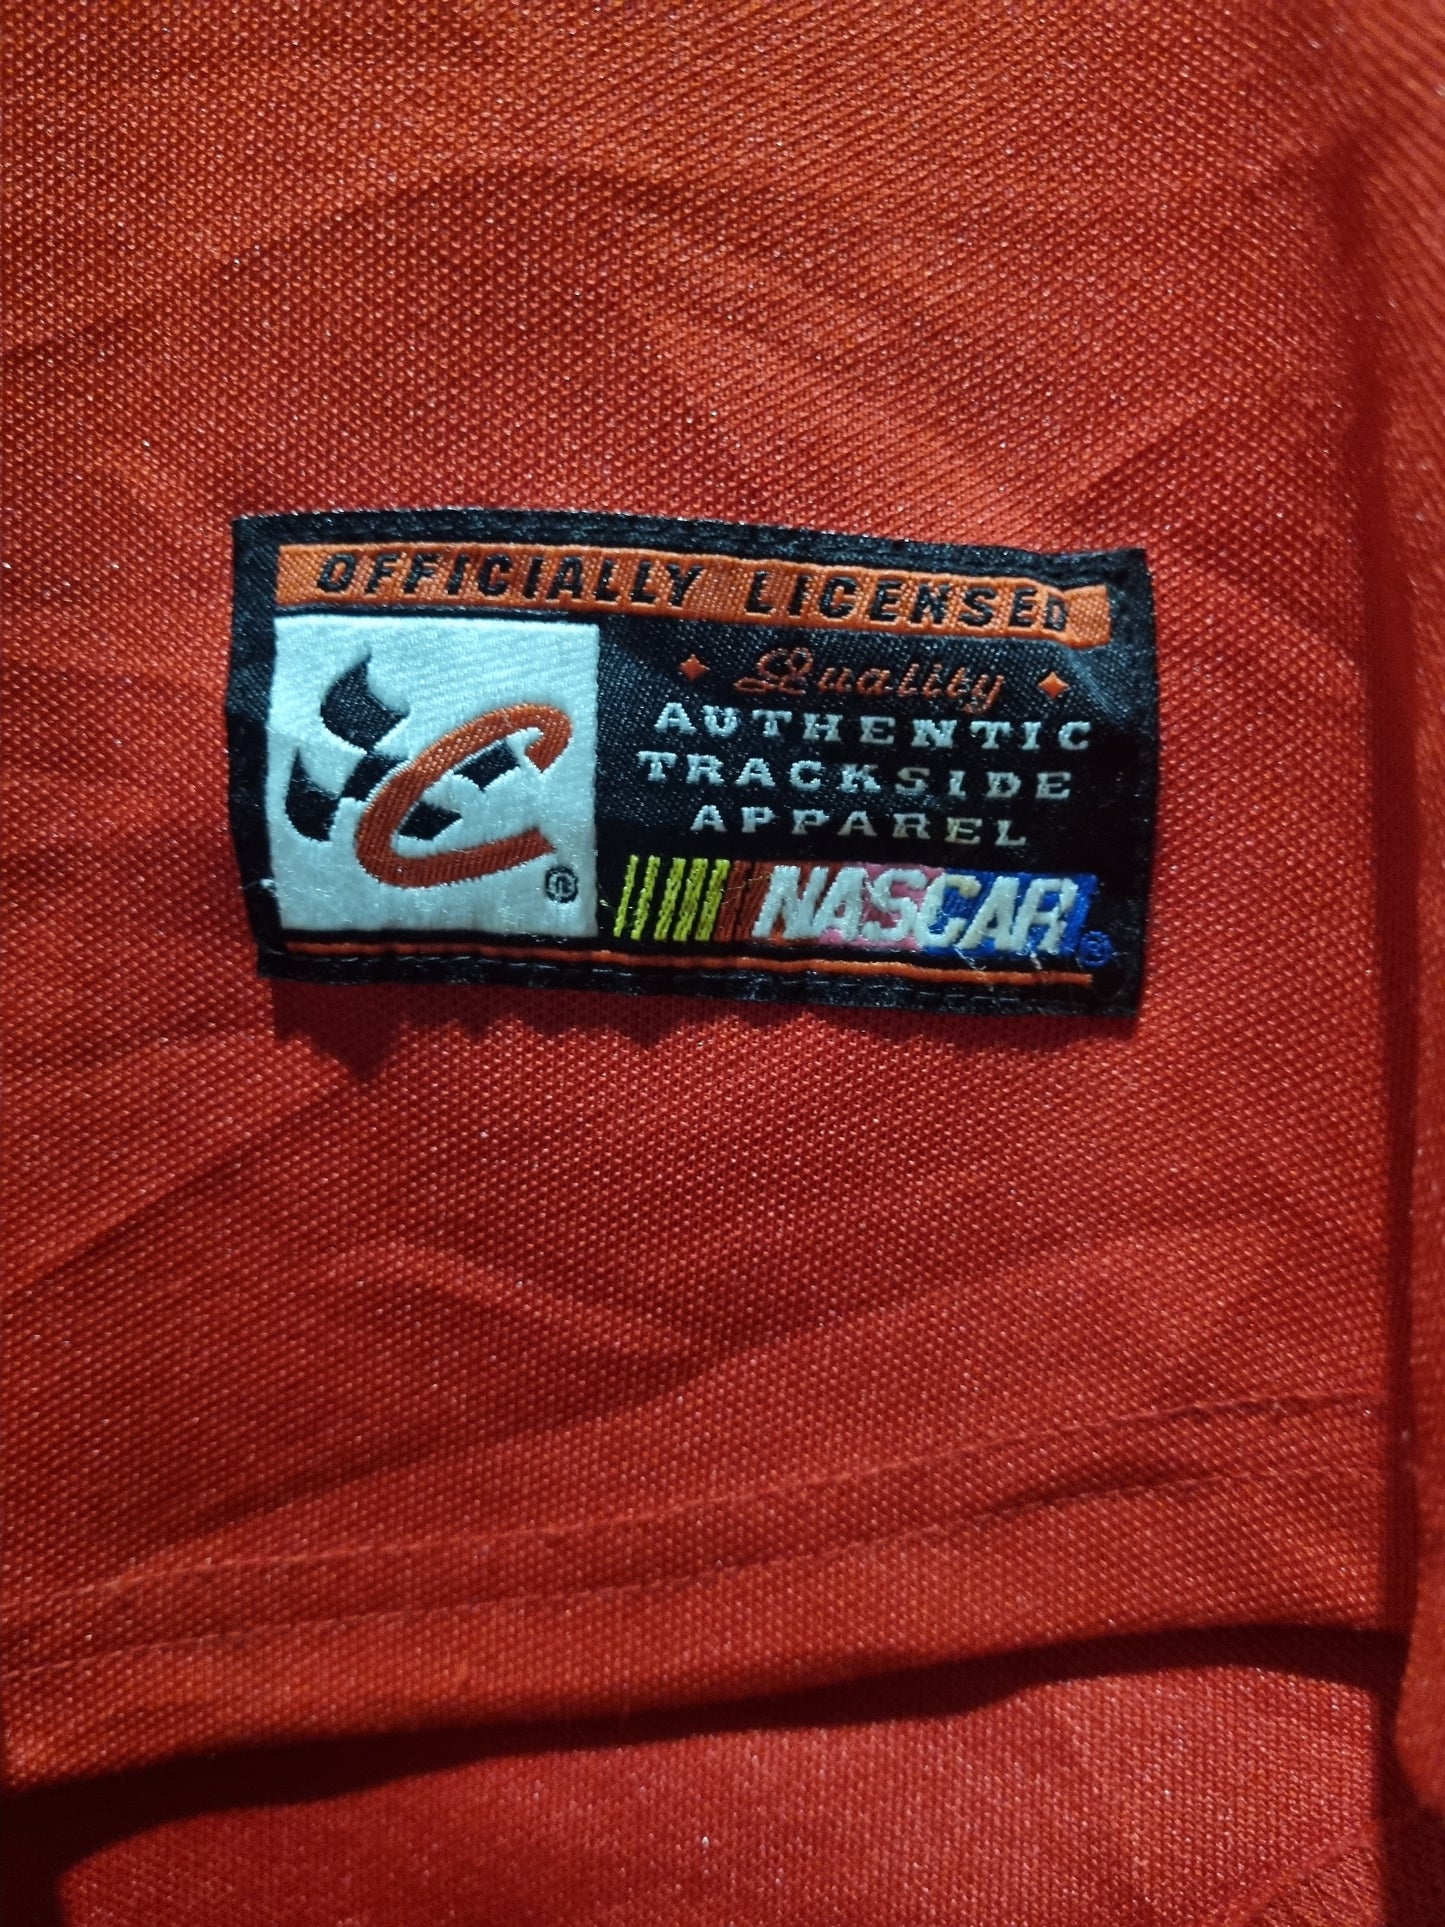 OFFICIALLY LICENSED
Quality
AUTHENTIC
TRACKSIDE
APPAREL
C®
NASCAR®